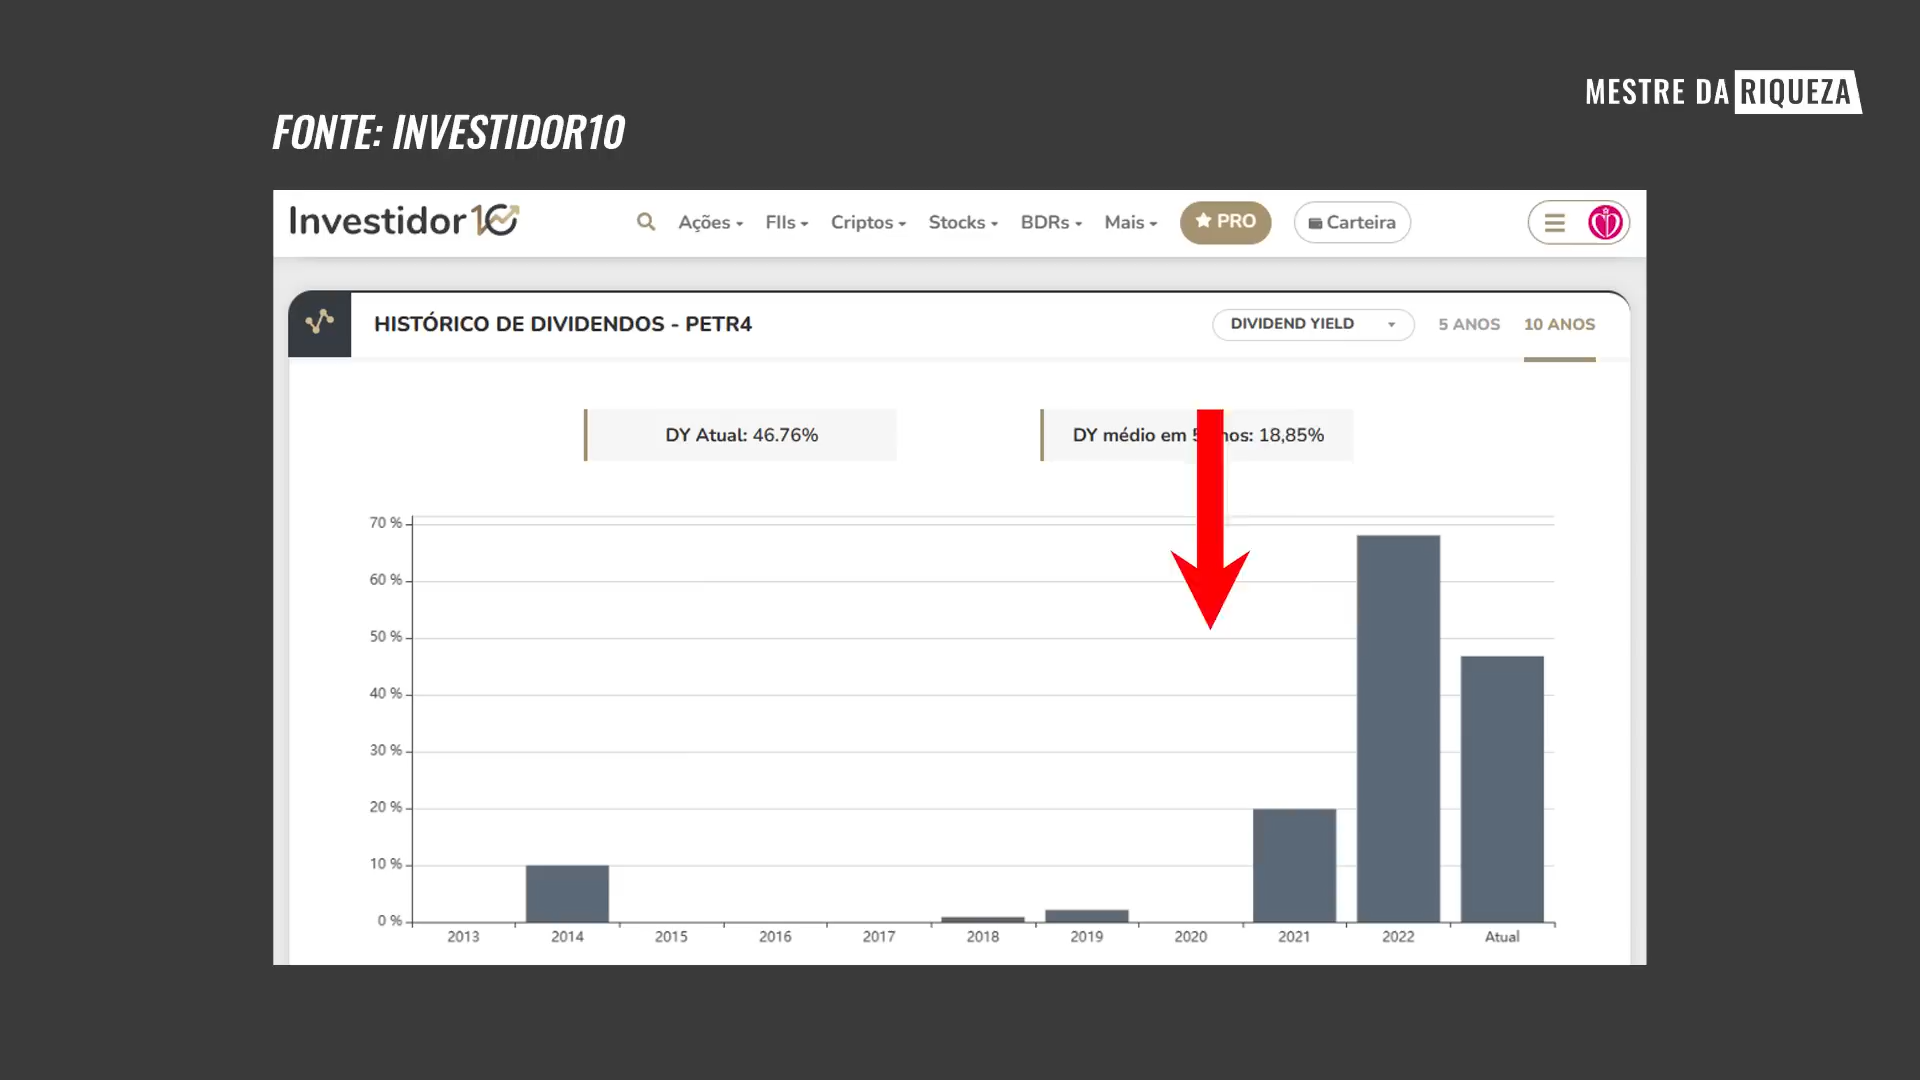 MESTRE DA RIQUEZA
FONTE: INVESTIDOR10
Investidor10
Ações
FIIs
Criptos
Stocks
BDRs
Mais
PRO
Carteira
HISTÓRICO DE DIVIDENDOS - PETR4
DIVIDEND YIELD
5 ANOS
10 ANOS
DY Atual: 46.76%
DY médio em 5 nos: 18,85%
70 %
60 %
50 %
40 %
30 %
20 %
10 %
0 %
2013 2014 2015 2016 2017 2018 2019 2020 2021 2022 Atual